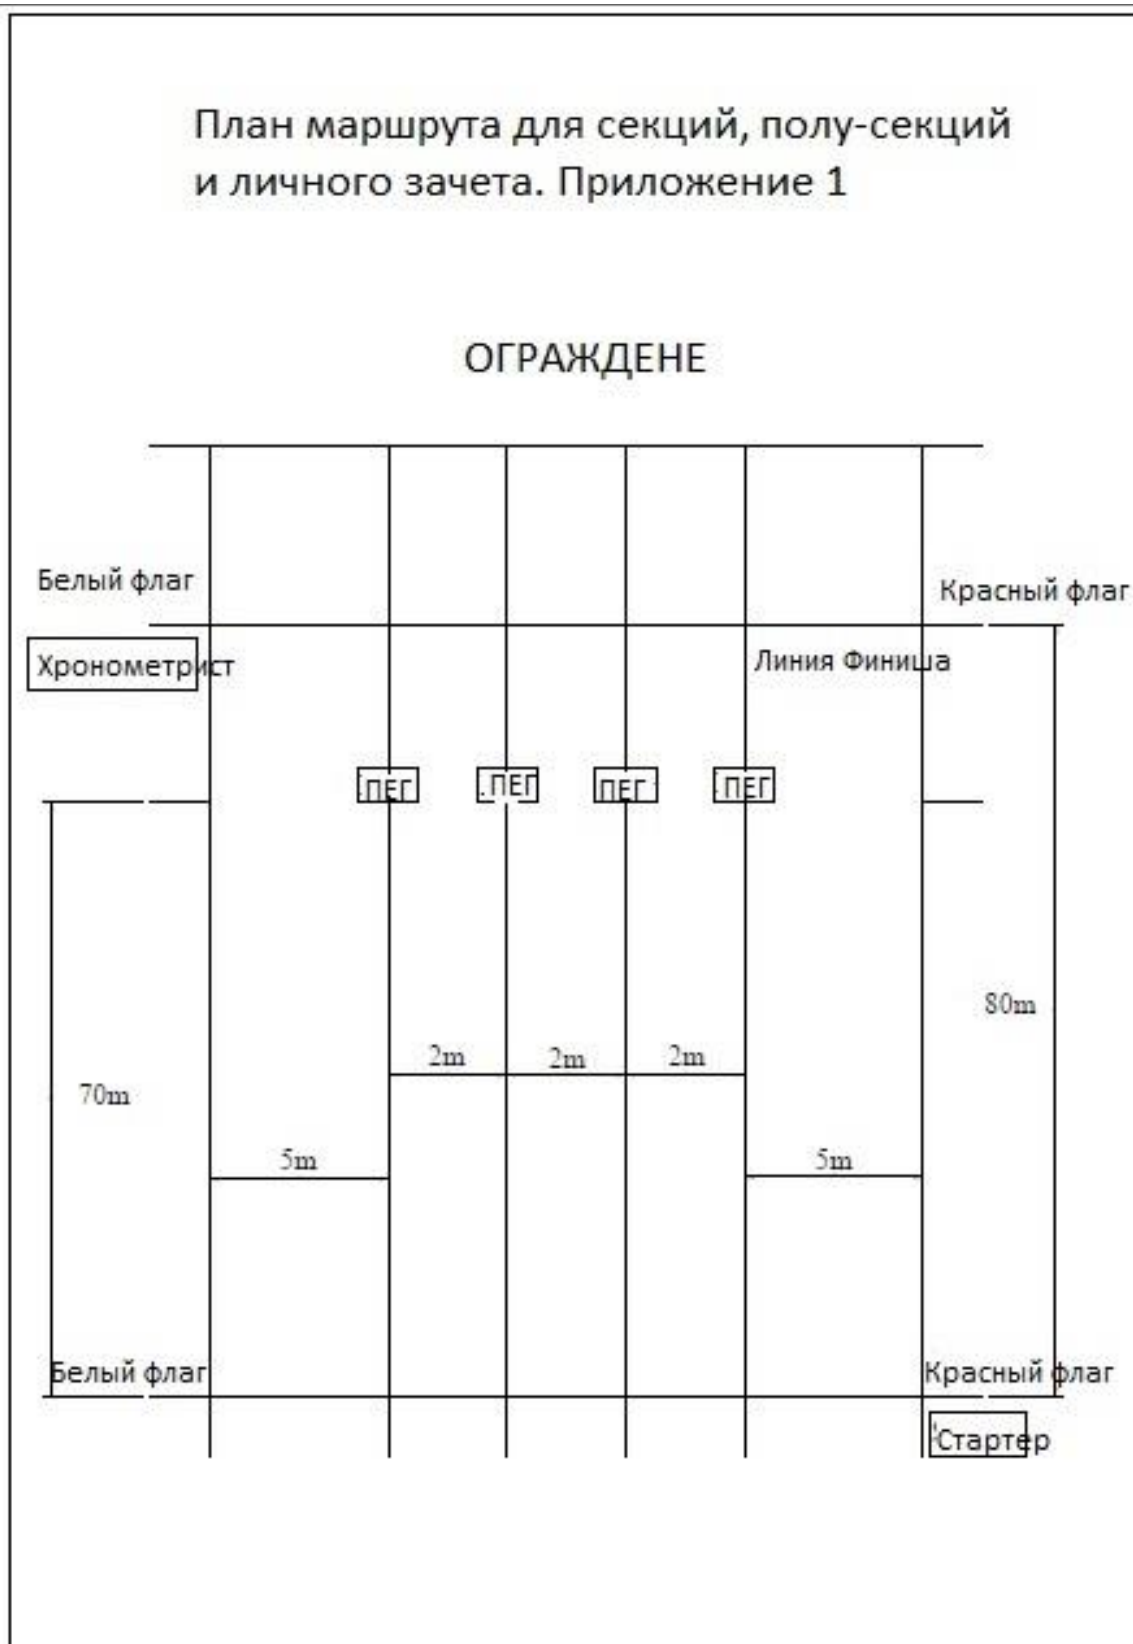 План маршрута для секций, полу-секций
и личного зачета. Приложение 1
ОГРАЖДЕНЕ
Белый флаг
Красный флаг
Хронометрист
Линия Финиша
ПЕГ ПЕГ ПЕГ ПЕГ
80m
2m 2m 2m
70m
5m 5m
Белый флаг
Красный флаг
Стартер